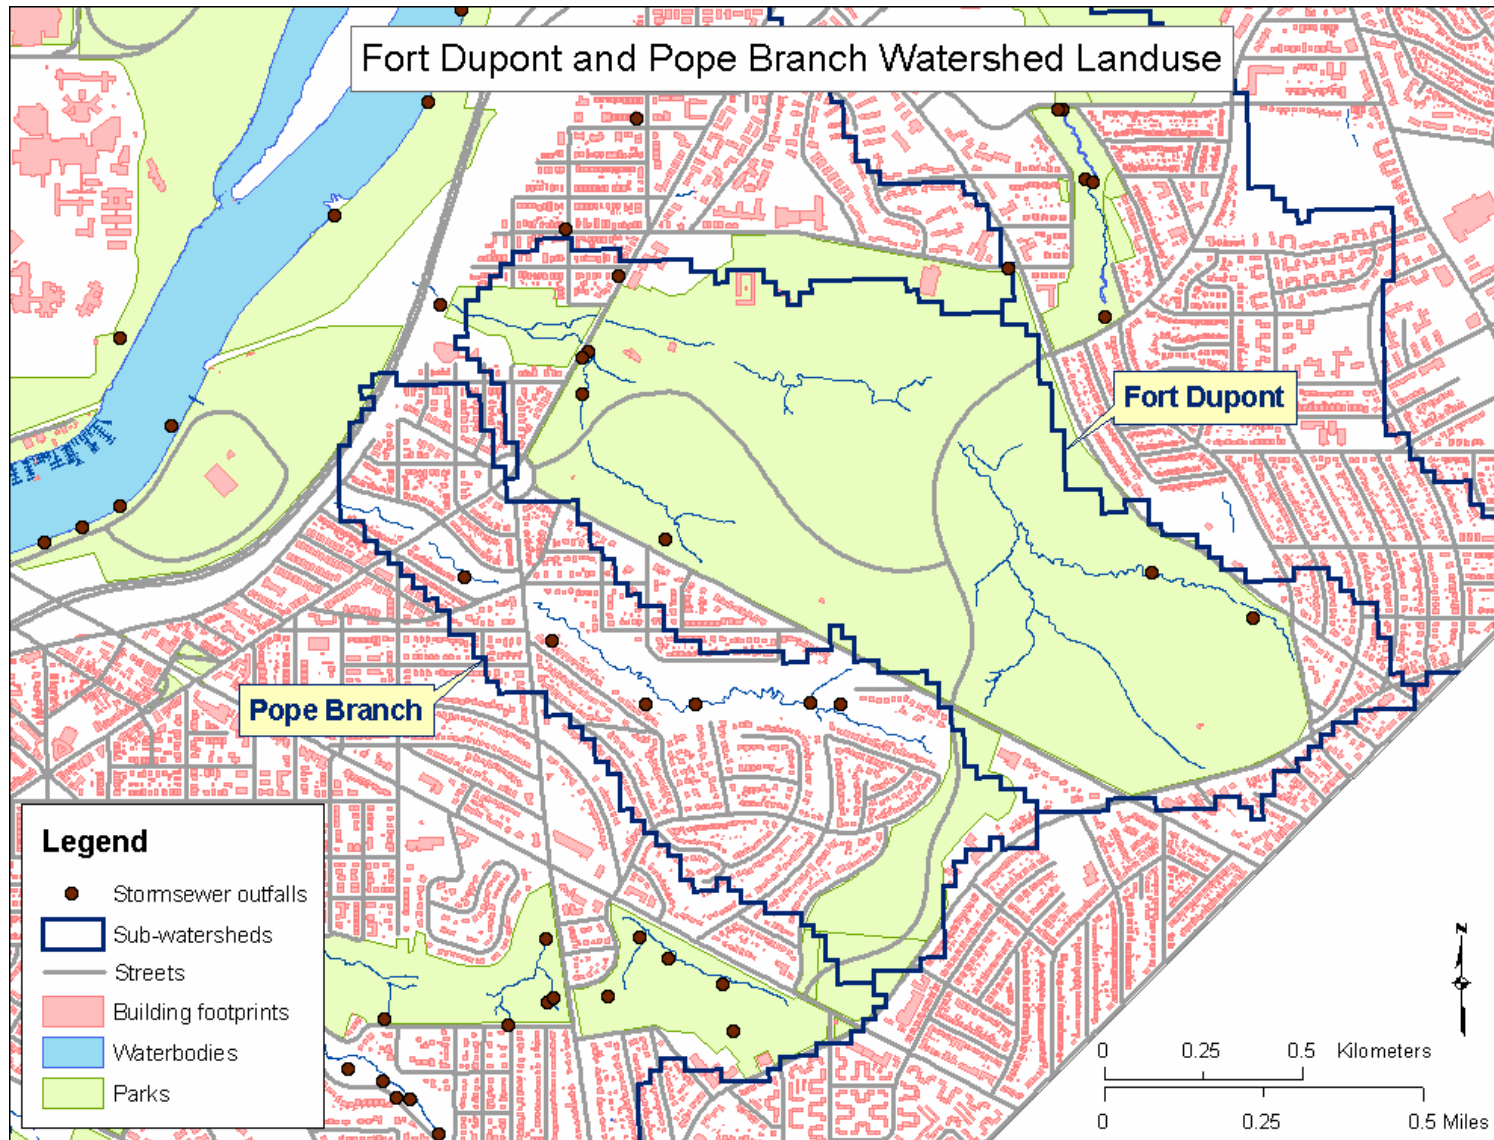 Fort Dupont and Pope Branch Watershed Landuse
Fort Dupont
Pope Branch
Legend
Stormsewer outfalls
Sub-watersheds
Streets
Building footprints
Waterbodies
Parks
N
0 0.25 0.5 Kilometers
0 0.25 0.5 Miles